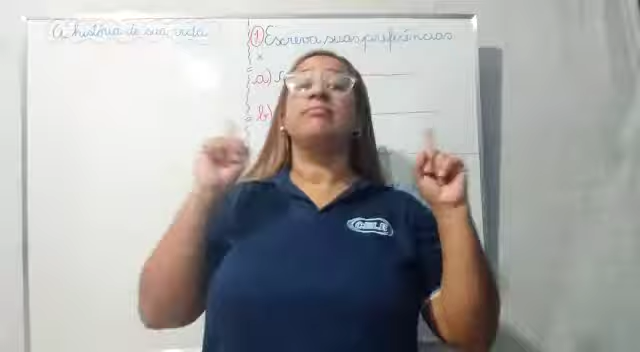 A história de sua vida
① Escreva suas preferências
a)
b)